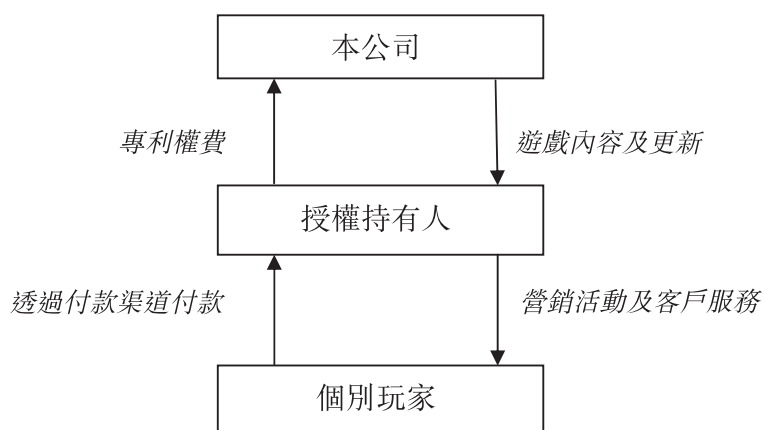 本公司
專利權費
遊戲內容及更新
授權持有人
透過付款渠道付款
營銷活動及客戶服務
個別玩家